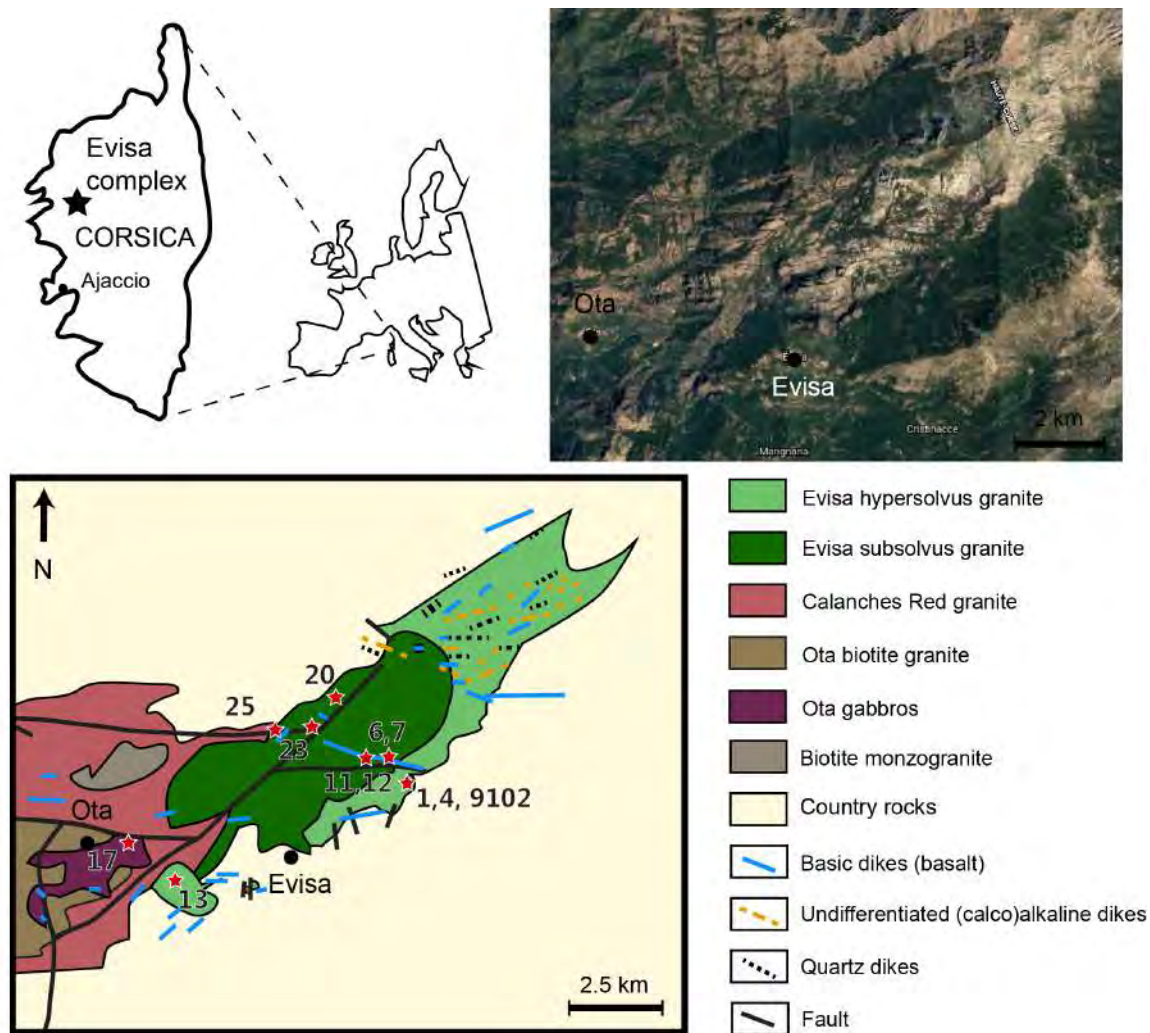 Evisa
complex
CORSICA
Ajaccio
HAUTE-CORSE
Ota
Evisa
Cristinacce
Marignana
2 km
N
25
20
23
6,7
11,12
1,4, 9102
Ota
17
13
Evisa
2.5 km
Evisa hypersolvus granite
Evisa subsolvus granite
Calanches Red granite
Ota biotite granite
Ota gabbros
Biotite monzogranite
Country rocks
Basic dikes (basalt)
Undifferentiated (calco)alkaline dikes
Quartz dikes
Fault